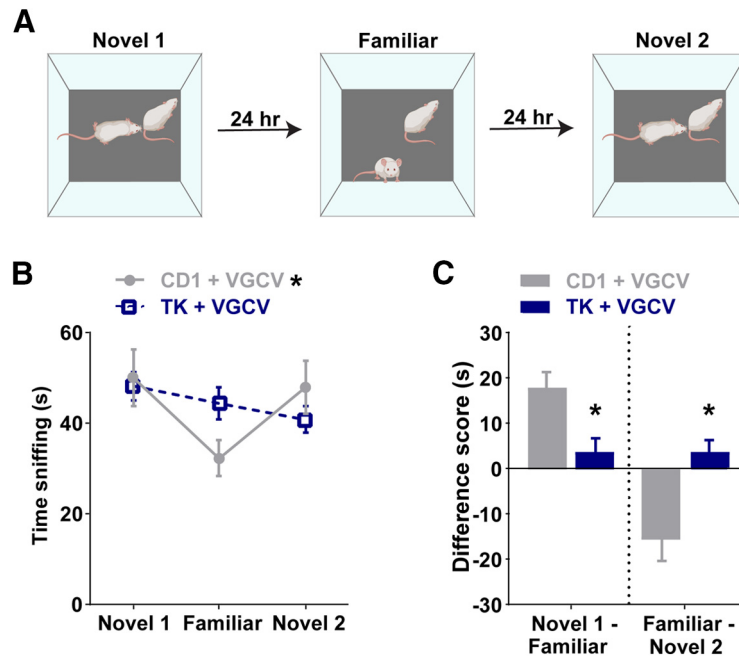 A
Novel 1
Familiar
Novel 2
24 hr
24 hr
B
CD1 + VGCV *
TK + VGCV
Time sniffing (s)
60
40
20
0
Novel 1 Familiar Novel 2
C
CD1 + VGCV
TK + VGCV
Difference score (s)
30
20
10
0
-10
-20
-30
*
*
Novel 1 -
Familiar
Familiar -
Novel 2